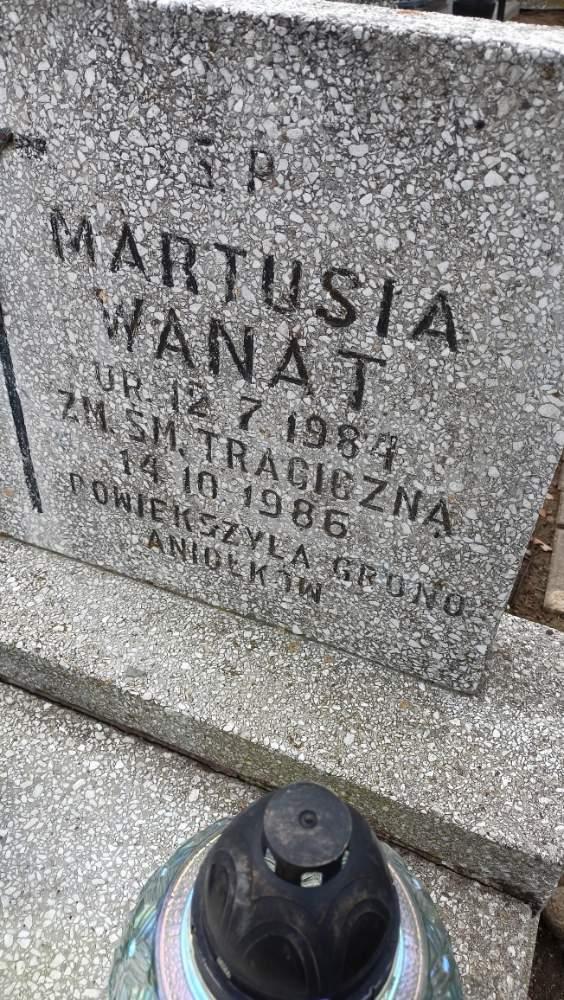 Ś.P.
MARTUSIA
WANAT
UR. 12.7.1984
ZM. ŚM. TRAGICZNĄ
14.10.1986
POWIĘKSZYŁA GRONO
ANIOŁKÓW